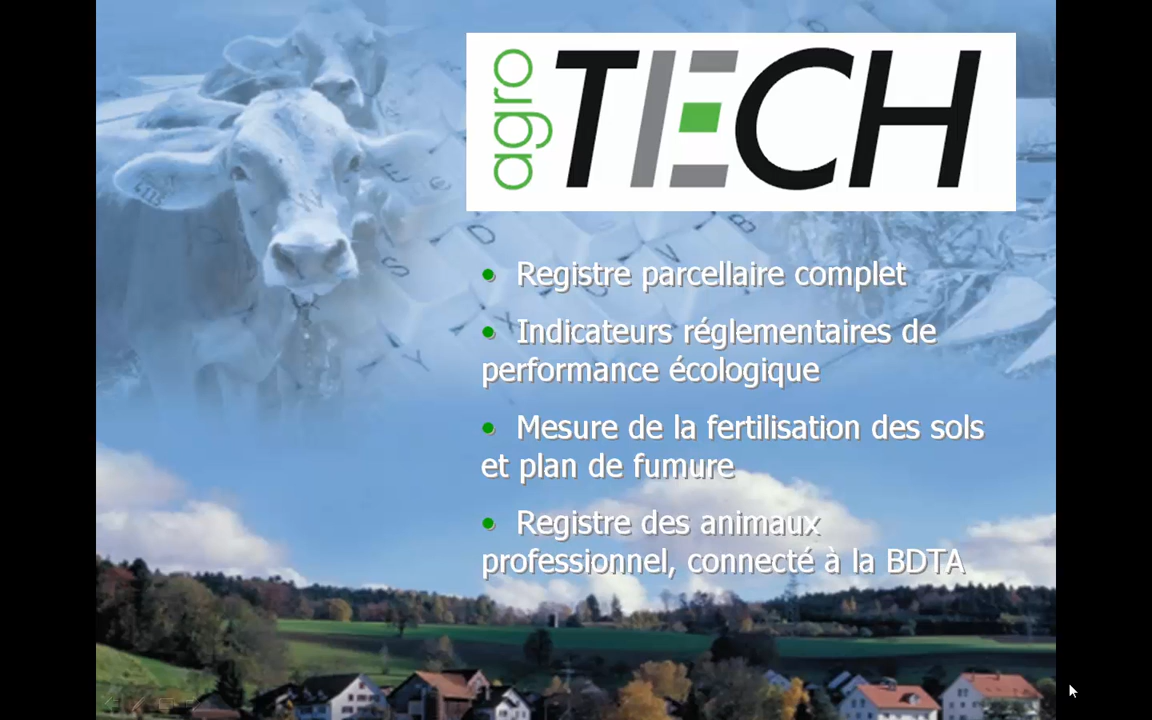 agro TECH
• Registre parcellaire complet
• Indicateurs réglementaires de
performance écologique
• Mesure de la fertilisation des sols
et plan de fumure
• Registre des animaux
professionnel, connecté à la BDTA